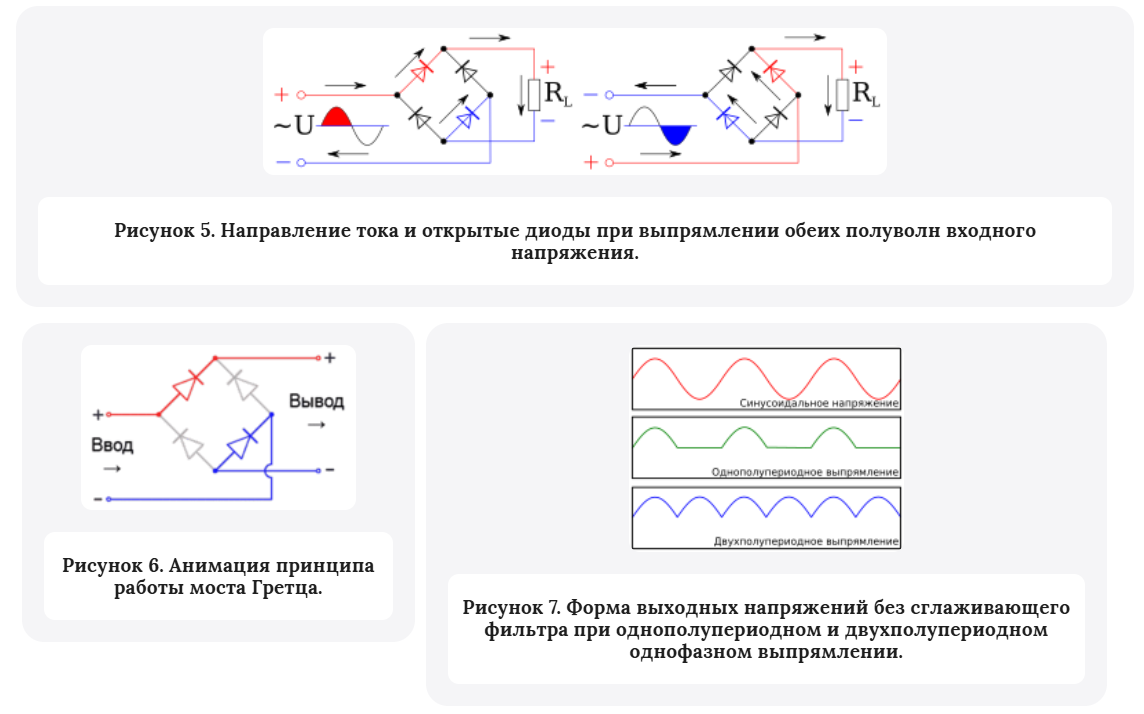 +
+
~U
R_L
−
−
−
+
~U
R_L
−
+
Рисунок 5. Направление тока и открытые диоды при выпрямлении обеих полуволн входного
напряжения.
+
+
Вывод
→
Ввод
→
−
−
Рисунок 6. Анимация принципа
работы моста Гретца.
Синусоидальное напряжение
Однополупериодное выпрямление
Двухполупериодное выпрямление
Рисунок 7. Форма выходных напряжений без сглаживающего
фильтра при однополупериодном и двухполупериодном
однофазном выпрямлении.